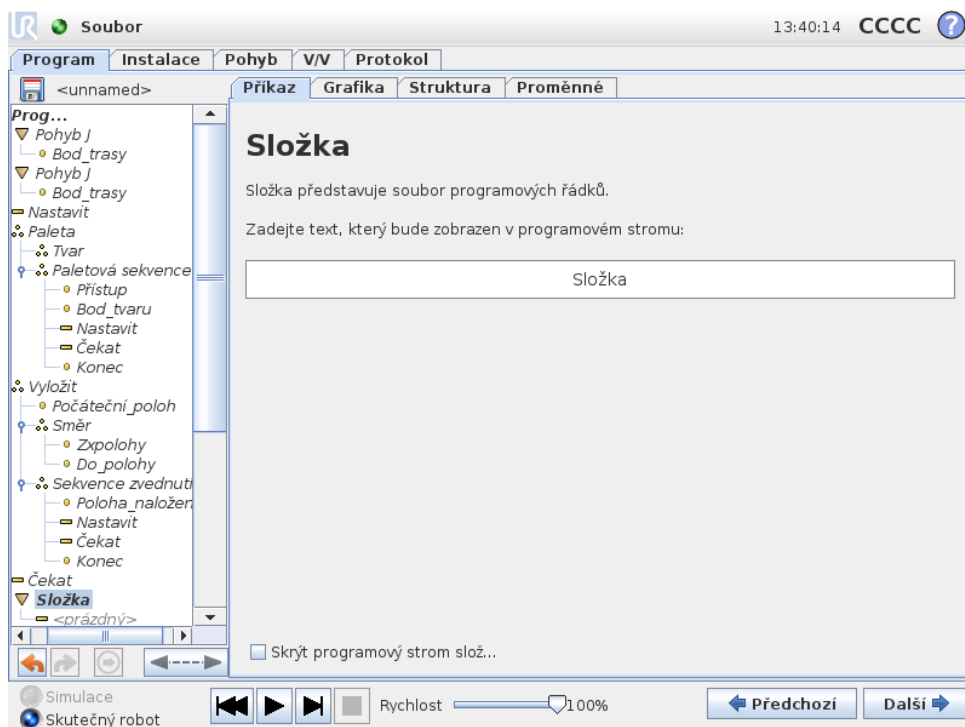 UR Soubor 13:40:14 CCCC ?
Program Instalace Pohyb V/V Protokol
<unnamed>
Příkaz Grafika Struktura Proměnné
Prog...
Pohyb J
Bod_trasy
Pohyb J
Bod_trasy
Nastavit
Paleta
Tvar
Paletová sekvence
Přístup
Bod_tvaru
Nastavit
Čekat
Konec
Vyložit
Počáteční_poloh
Směr
Zxpolohy
Do_polohy
Sekvence zvednutí
Poloha_naložen
Nastavit
Čekat
Konec
Čekat
Složka
<prázdný>
Složka
Složka představuje soubor programových řádků.
Zadejte text, který bude zobrazen v programovém stromu:
Složka
Skrýt programový strom slož...
Simulace
Skutečný robot
Rychlost 100%
Předchozí Další